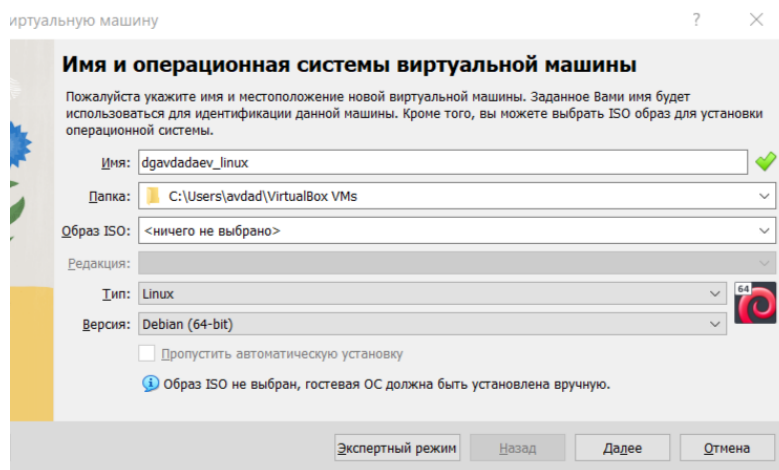 иртуальную машину
?
Имя и операционная системы виртуальной машины
Пожалуйста укажите имя и местоположение новой виртуальной машины. Заданное Вами имя будет
использоваться для идентификации данной машины. Кроме того, вы можете выбрать ISO образ для установки
операционной системы.
Имя: dgavdadaev_linux
Папка: C:\Users\avdad\VirtualBox VMs
Образ ISO: <ничего не выбрано>
Редакция:
Тип: Linux
64
Версия: Debian (64-bit)
Пропустить автоматическую установку
Образ ISO не выбран, гостевая ОС должна быть установлена вручную.
Экспертный режим Назад Далее Отмена